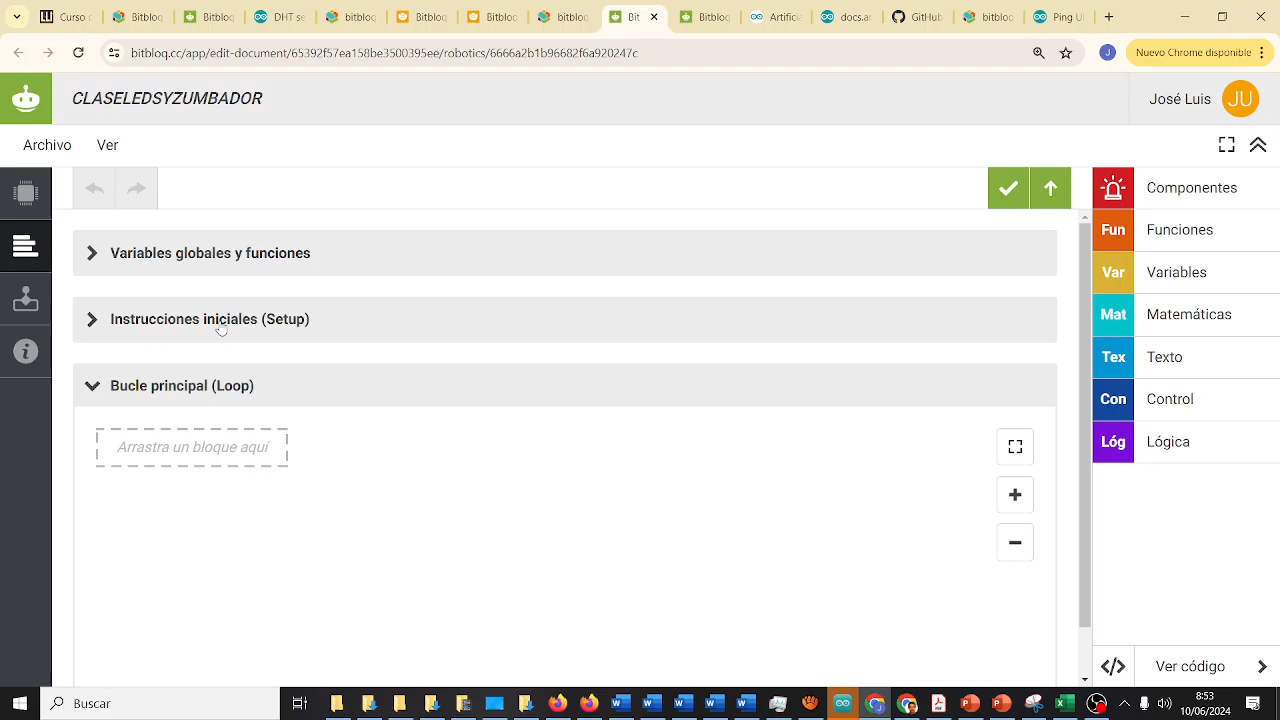 Curso
Bitbloq
Bitbloq
DHT se
bitbloq
Bitbloq
Bitbloq
bitbloq
Bit
Bitbloq
Artific
docs.ar
GitHub
bitbloq
Ping Ul
bitbloq.cc/app/edit-document/65392f57ea158be3500395ee/robotics/6666a2b1b96682f6a920247c
J
Nuevo Chrome disponible
CLASELEDSYZUMBADOR
José Luis
JU
Archivo
Ver
Componentes
Fun
Funciones
Variables globales y funciones
Var
Variables
Mat
Matemáticas
Instrucciones iniciales (Setup)
Tex
Texto
Bucle principal (Loop)
Con
Control
Arrastra un bloque aquí
Lóg
Lógica
</> Ver código
Buscar
8:53
10/06/2024